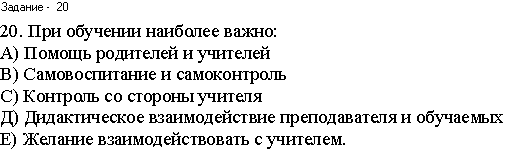 Задание - 20
20. При обучении наиболее важно:
А) Помощь родителей и учителей
В) Самовоспитание и самоконтроль
С) Контроль со стороны учителя
Д) Дидактическое взаимодействие преподавателя и обучаемых
Е) Желание взаимодействовать с учителем.